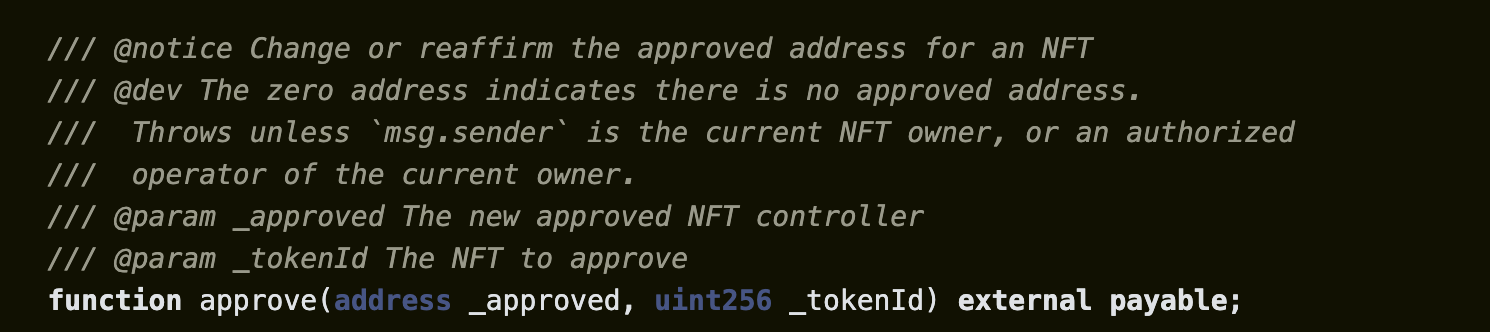 /// @notice Change or reaffirm the approved address for an NFT
/// @dev The zero address indicates there is no approved address.
///  Throws unless `msg.sender` is the current NFT owner, or an authorized
///  operator of the current owner.
/// @param _approved The new approved NFT controller
/// @param _tokenId The NFT to approve
function approve(address _approved, uint256 _tokenId) external payable;